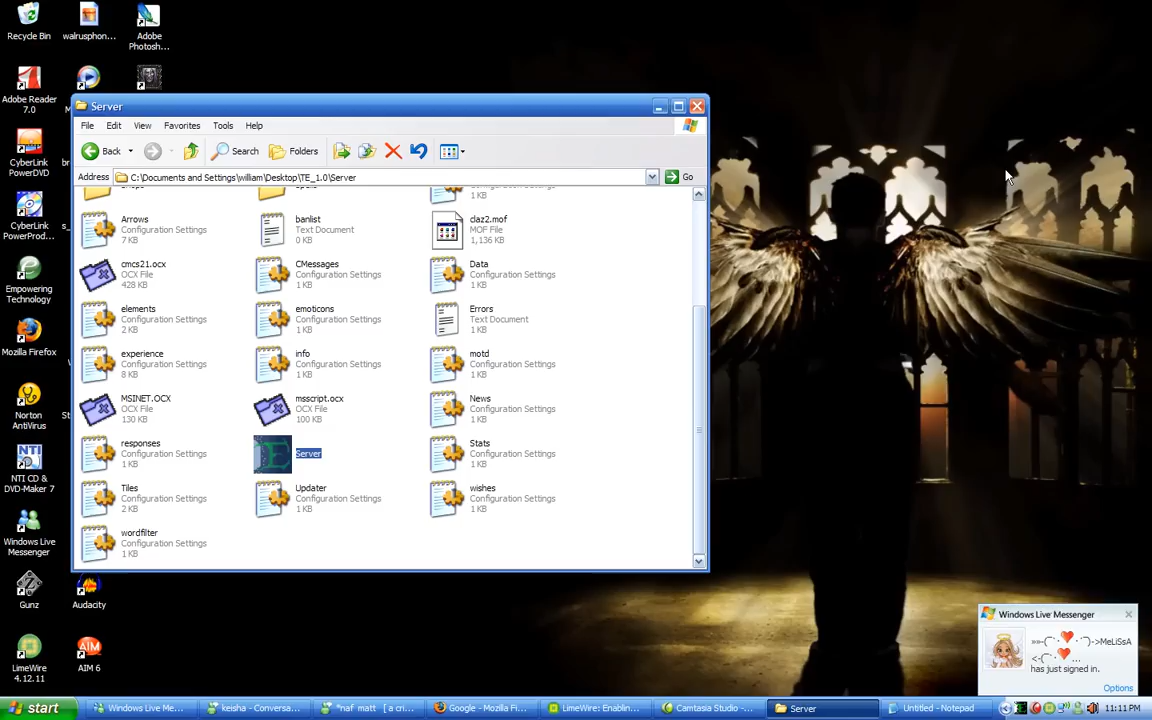 Recycle Bin
walrusphon...
Adobe
Photosh...
Adobe Reader
7.0
CyberLink
PowerDVD
CyberLink
PowerProd...
Empowering
Technology
Mozilla Firefox
Norton
AntiVirus
NTI CD &
DVD-Maker 7
Windows Live
Messenger
Gunz
Audacity
LimeWire
4.12.11
AIM 6
Server
File Edit View Favorites Tools Help
Back Search Folders
Address C:\Documents and Settings\william\Desktop\TE_1.0\Server Go
1 KB
Arrows
Configuration Settings
7 KB
banlist
Text Document
0 KB
claz2.mof
MOF File
1,136 KB
cmcs21.ocx
OCX File
428 KB
CMessages
Configuration Settings
1 KB
Data
Configuration Settings
1 KB
elements
Configuration Settings
2 KB
emoticons
Configuration Settings
1 KB
Errors
Text Document
1 KB
experience
Configuration Settings
8 KB
info
Configuration Settings
1 KB
motd
Configuration Settings
1 KB
MSINET.OCX
OCX File
130 KB
msscript.ocx
OCX File
100 KB
News
Configuration Settings
1 KB
responses
Configuration Settings
1 KB
Server
Stats
Configuration Settings
1 KB
Tiles
Configuration Settings
2 KB
Updater
Configuration Settings
1 KB
wishes
Configuration Settings
1 KB
wordfilter
Configuration Settings
1 KB
Windows Live Messenger
->MeLiSsA
has just signed in.
Options
start
Windows Live Me...
keisha - Conversa...
*naf_matt [ a cri...
Google - Mozilla Fi...
LimeWire: Enablin...
Camtasia Studio -...
Server
Untitled - Notepad
11:11 PM